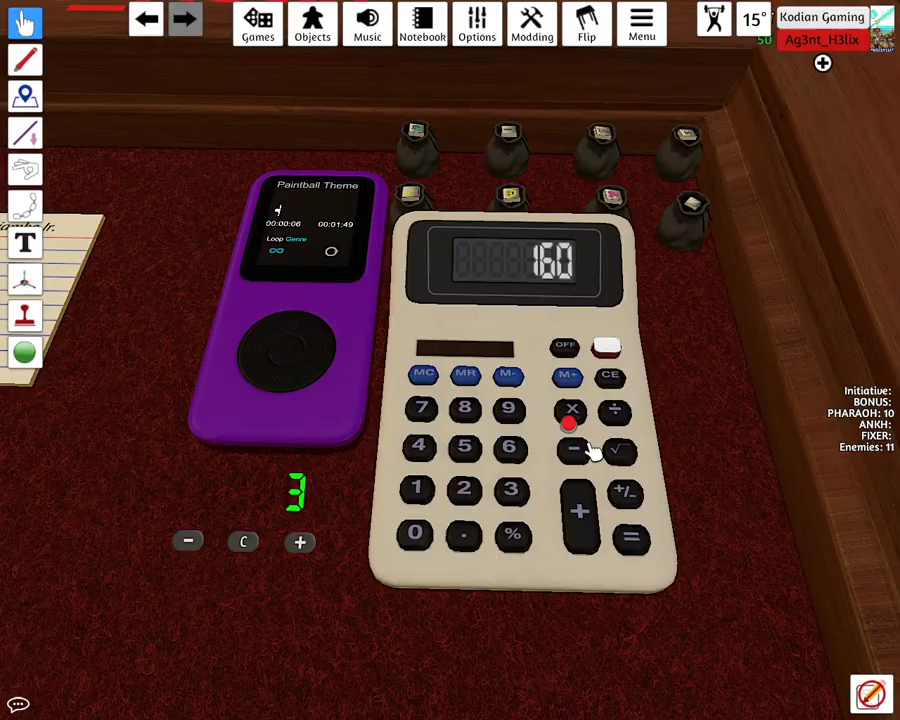 15°
50
Kodian Gaming
Ag3nt_H3lix
Games
Objects
Music
Notebook
Options
Modding
Flip
Menu
T
Paintball Theme
00:00:06 00:01:49
Loop Genre
160
OFF
MC MR M- M+ CE
7 8 9 X ÷
4 5 6 - √
1 2 3 + +/-
0 . % =
3
- C +
Initiative:
BONUS:
PHARAOH: 10
ANKH:
FIXER:
Enemies: 11